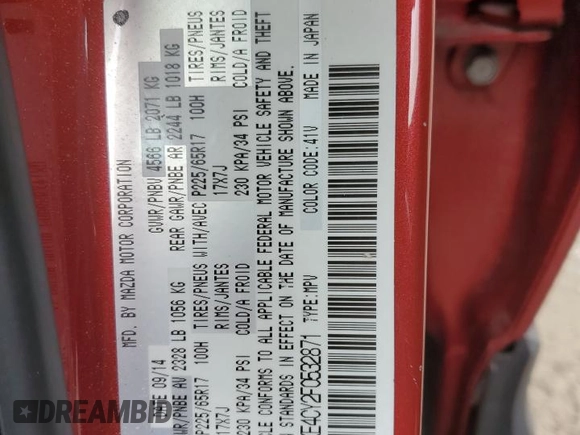 MFD. BY MAZDA MOTOR CORPORATION
09/14 GVWR/PNBV 4566 LB 2071 KG
GAWR/PNBE AV 2328 LB 1056 KG REAR GAWR/PNBE AR 2244 LB 1018 KG
P225/65R17 100H TIRES/PNEUS WITH/AVEC P225/65R17 100H TIRES/PNEUS
17X7J RIMS/JANTES 17X7J RIMS/JANTES
230 KPA/34 PSI COLD/A FROID 230 KPA/34 PSI COLD/A FROID
CONFORMS TO ALL APPLICABLE FEDERAL MOTOR VEHICLE SAFETY AND THEFT
STANDARDS IN EFFECT ON THE DATE OF MANUFACTURE SHOWN ABOVE.
E4CY2FC532871 TYPE: MPV COLOR CODE: 41V MADE IN JAPAN
RIDESAFELY.COM